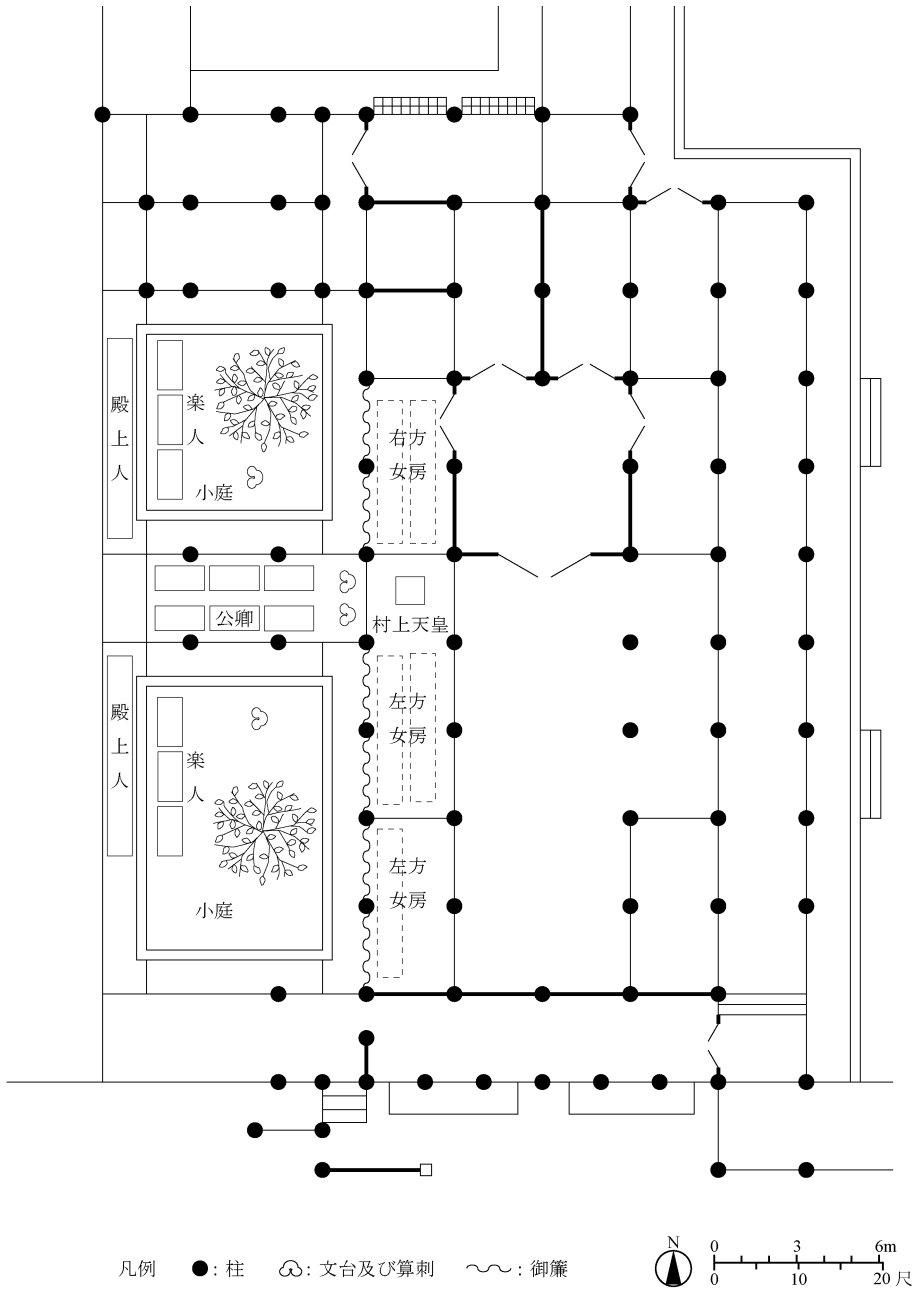 殿上人
楽人
小庭
右方
女房
公卿
村上天皇
殿上人
楽人
小庭
左方
女房
左方
女房
凡例 ●：柱 ：文台及び算刺 ：御簾
N
0 3 6m
0 10 20 尺